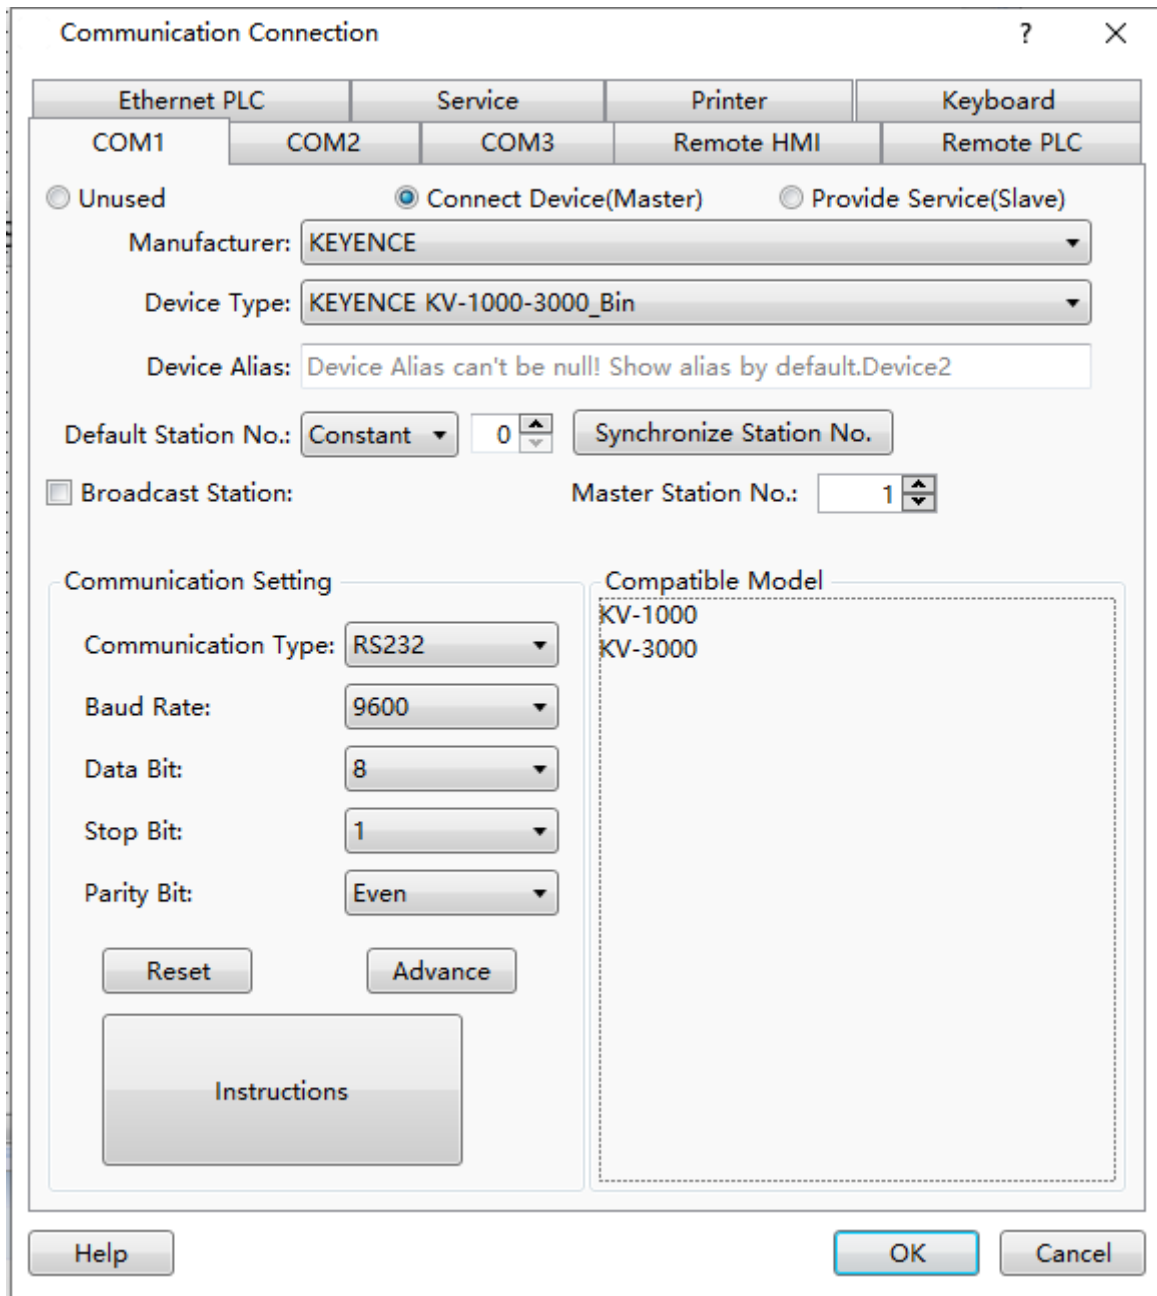 Communication Connection ?
Ethernet PLC Service Printer Keyboard
COM1 COM2 COM3 Remote HMI Remote PLC
Unused Connect Device(Master) Provide Service(Slave)
Manufacturer: KEYENCE
Device Type: KEYENCE KV-1000-3000_Bin
Device Alias: Device Alias can't be null! Show alias by default.Device2
Default Station No.: Constant 0 Synchronize Station No.
Broadcast Station: Master Station No.: 1
Communication Setting
Communication Type: RS232
Baud Rate: 9600
Data Bit: 8
Stop Bit: 1
Parity Bit: Even
Reset Advance
Instructions
Compatible Model
KV-1000
KV-3000
Help OK Cancel